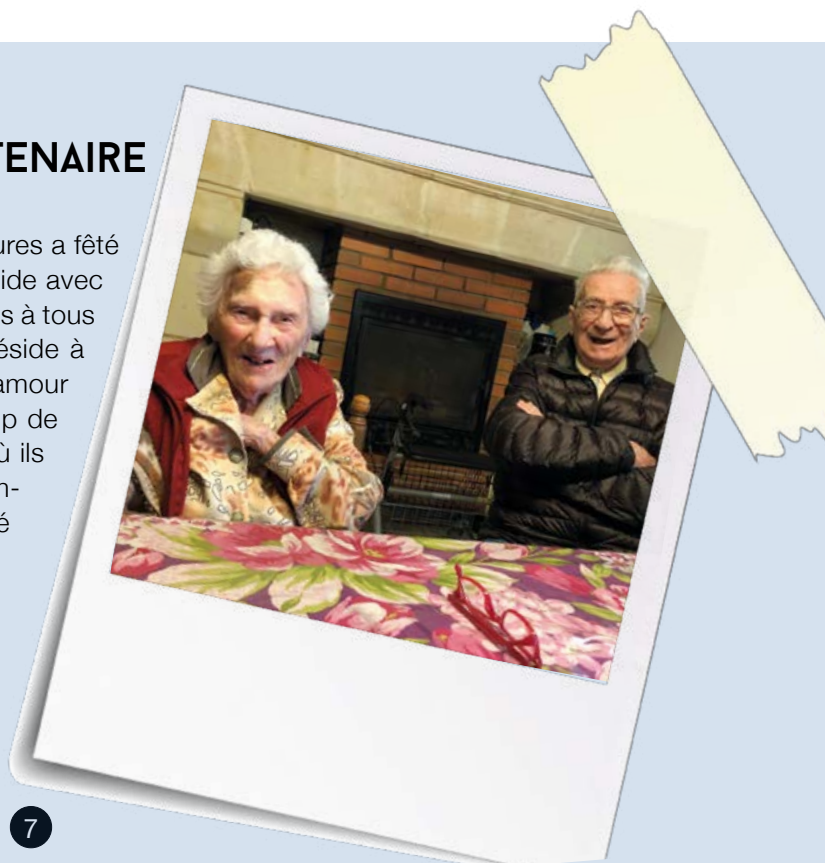 TENAIRE
ures a fêté
ide avec
s à tous
éside à
amour
p de
ù ils
n-
é
7